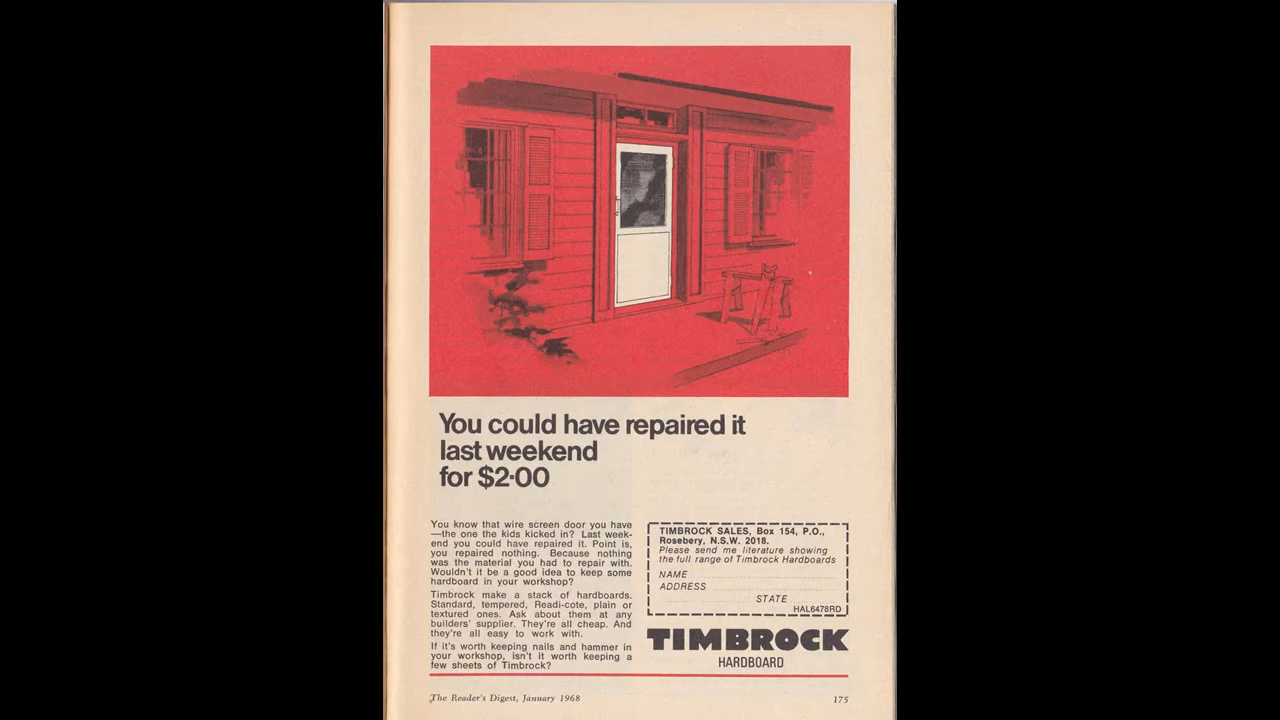 You could have repaired it
last weekend
for $2·00
You know that wire screen door you have
—the one the kids kicked in? Last week-
end you could have repaired it. Point is,
you repaired nothing. Because nothing
was the material you had to repair with.
Wouldn't it be a good idea to keep some
hardboard in your workshop?
Timbrock make a stack of hardboards.
Standard, tempered, Readi-cote, plain or
textured ones. Ask about them at any
builders' supplier. They're all cheap. And
they're all easy to work with.
If it's worth keeping nails and hammer in
your workshop, isn't it worth keeping a
few sheets of Timbrock?
TIMBROCK SALES, Box 154, P.O.,
Rosebery, N.S.W. 2018.
Please send me literature showing
the full range of Timbrock Hardboards
NAME
ADDRESS
STATE
HAL6478RD
TIMBROCK
HARDBOARD
The Reader's Digest, January 1968
175